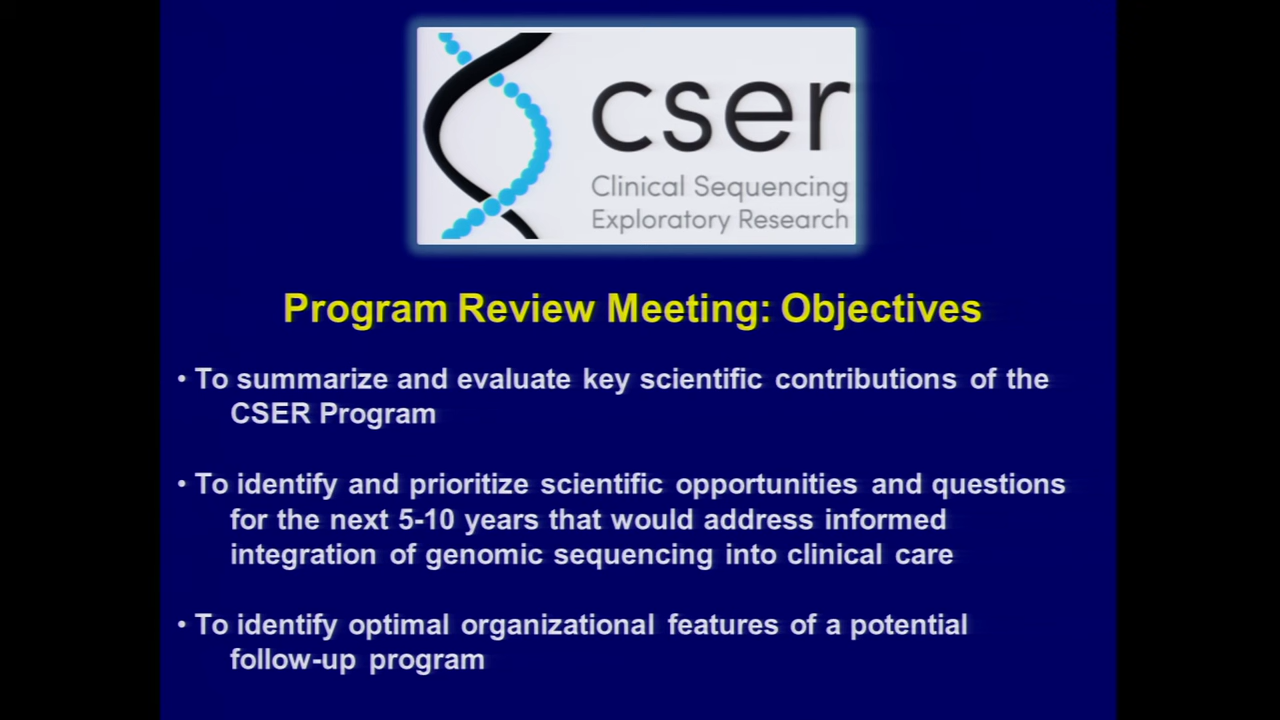 cser
Clinical Sequencing
Exploratory Research
Program Review Meeting: Objectives
• To summarize and evaluate key scientific contributions of the
CSER Program
• To identify and prioritize scientific opportunities and questions
for the next 5-10 years that would address informed
integration of genomic sequencing into clinical care
• To identify optimal organizational features of a potential
follow-up program